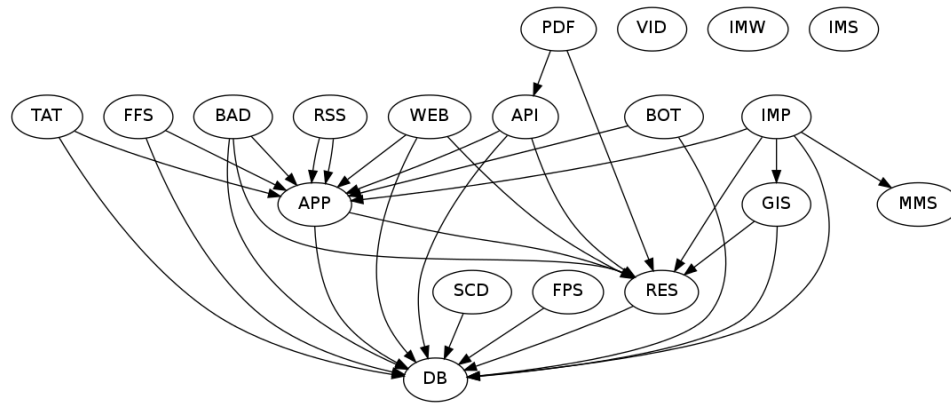 PDF VID IMW IMS
TAT FFS BAD RSS WEB API BOT IMP
APP GIS MMS
SCD FPS RES
DB